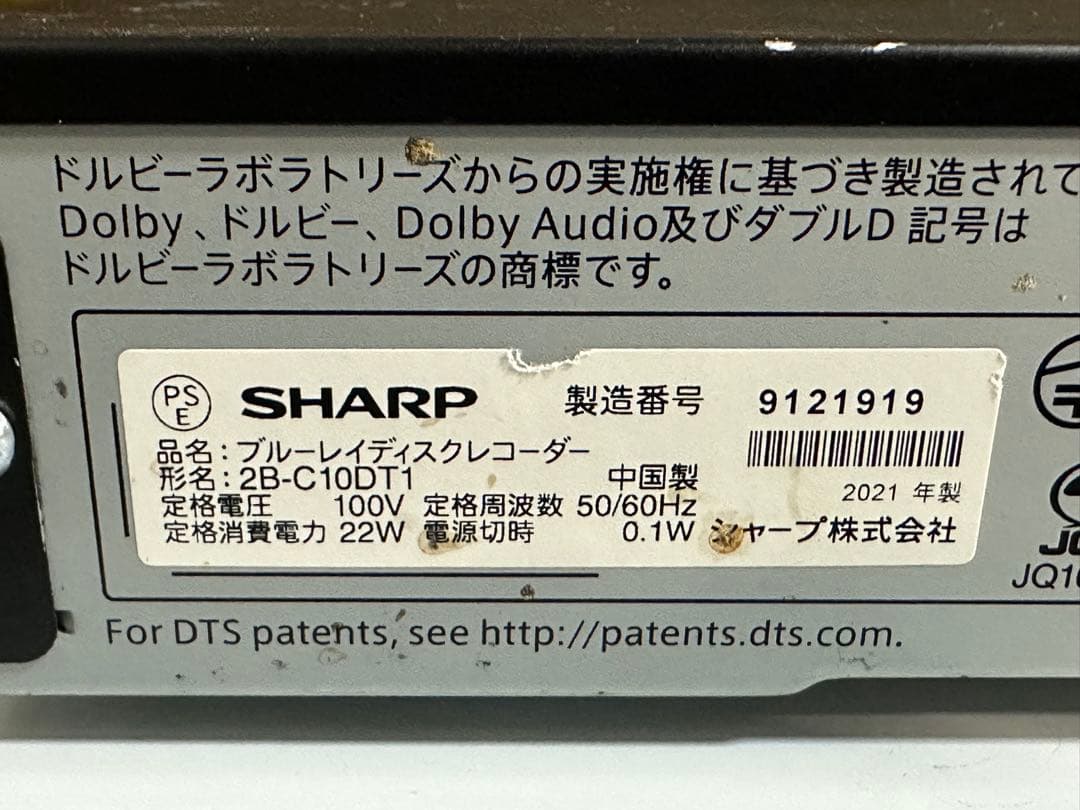 ドルビーラボラトリーズからの実施権に基づき製造されて
Dolby、ドルビー、Dolby Audio及びダブルD 記号は
ドルビーラボラトリーズの商標です。
PS
E
SHARP 製造番号 9121919
品名:ブルーレイディスクレコーダー
形名:2B-C10DT1 中国製
2021 年製
定格電圧 100V 定格周波数 50/60Hz
定格消費電力 22W 電源切時 0.1W シャープ株式会社
For DTS patents, see http://patents.dts.com.